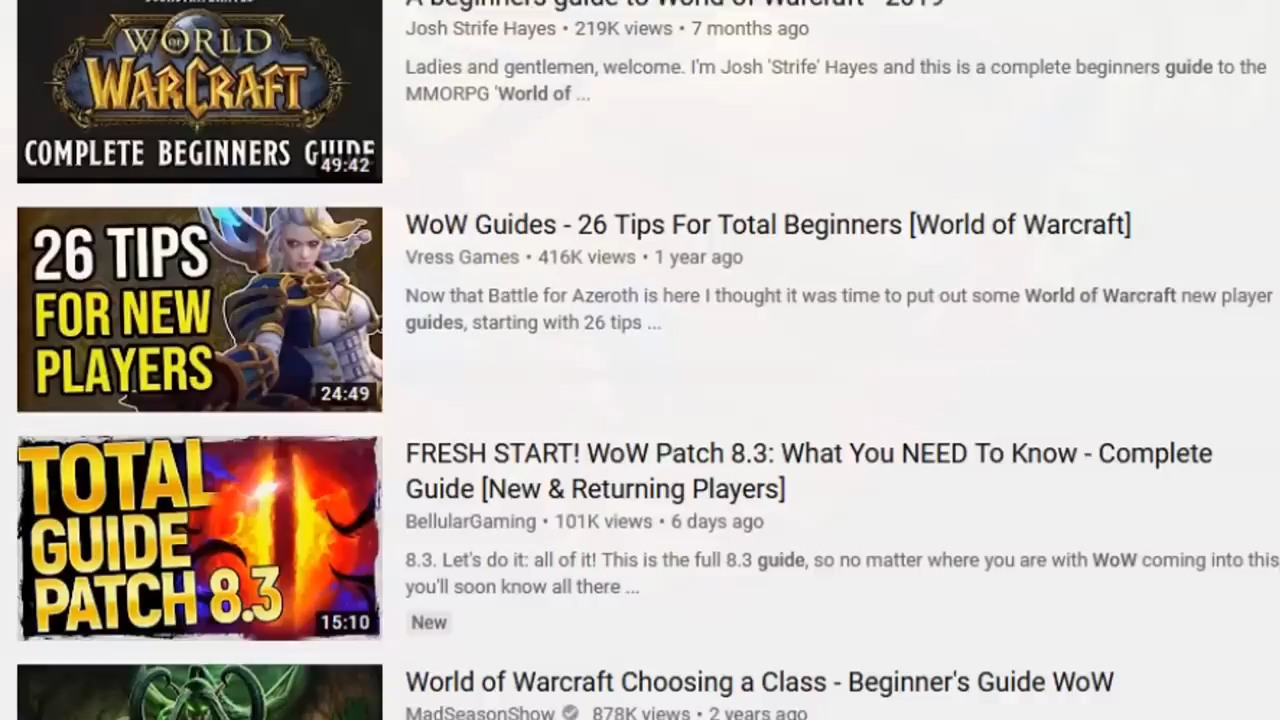 A beginners guide to World of Warcraft - 2019
Josh Strife Hayes • 219K views • 7 months ago
Ladies and gentlemen, welcome. I'm Josh 'Strife' Hayes and this is a complete beginners guide to the
MMORPG 'World of ...
WORLD
OF
WARCRAFT
COMPLETE BEGINNERS GUIDE
49:42
WoW Guides - 26 Tips For Total Beginners [World of Warcraft]
Vress Games • 416K views • 1 year ago
Now that Battle for Azeroth is here I thought it was time to put out some World of Warcraft new player
guides, starting with 26 tips ...
26 TIPS
FOR NEW
PLAYERS
24:49
FRESH START! WoW Patch 8.3: What You NEED To Know - Complete
Guide [New & Returning Players]
BellularGaming • 101K views • 6 days ago
8.3. Let's do it: all of it! This is the full 8.3 guide, so no matter where you are with WoW coming into this,
you'll soon know all there ...
New
TOTAL
GUIDE
PATCH 8.3
15:10
World of Warcraft Choosing a Class - Beginner's Guide WoW
MadSeasonShow 878K views • 2 years ago